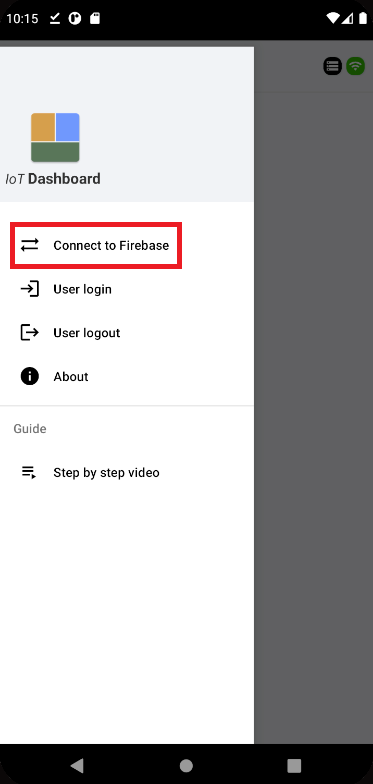 10:15
IoT Dashboard
Connect to Firebase
User login
User logout
About
Guide
Step by step video